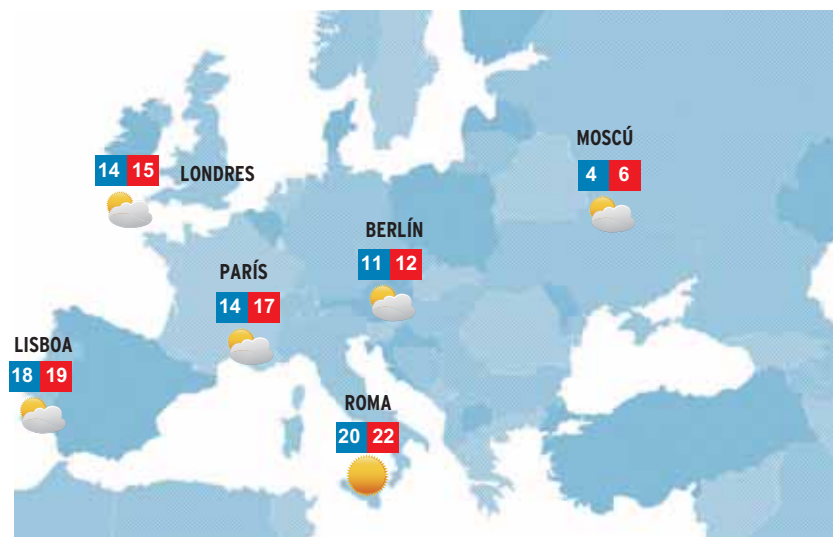 MOSCÚ
4 6
14 15
LONDRES
BERLÍN
11 12
PARÍS
14 17
LISBOA
18 19
ROMA
20 22